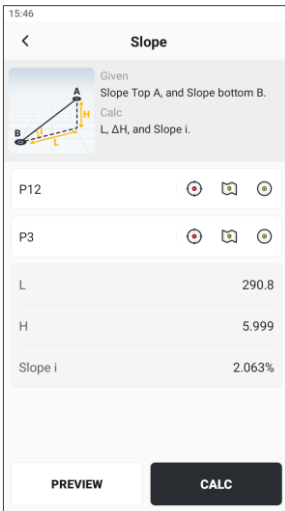 15:46
Slope
Given
Slope Top A, and Slope bottom B.
Calc
L, ΔH, and Slope i.
A
H
B
L
P12
P3
L 290.8
H 5.999
Slope i 2.063%
PREVIEW CALC